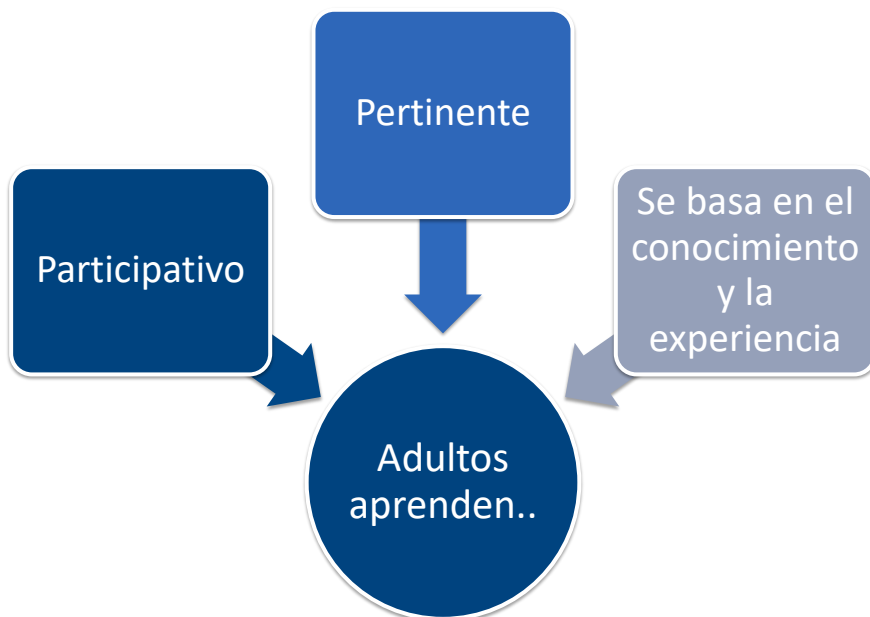 Pertinente
Participativo
Se basa en el
conocimiento
y la
experiencia
Adultos
aprenden..